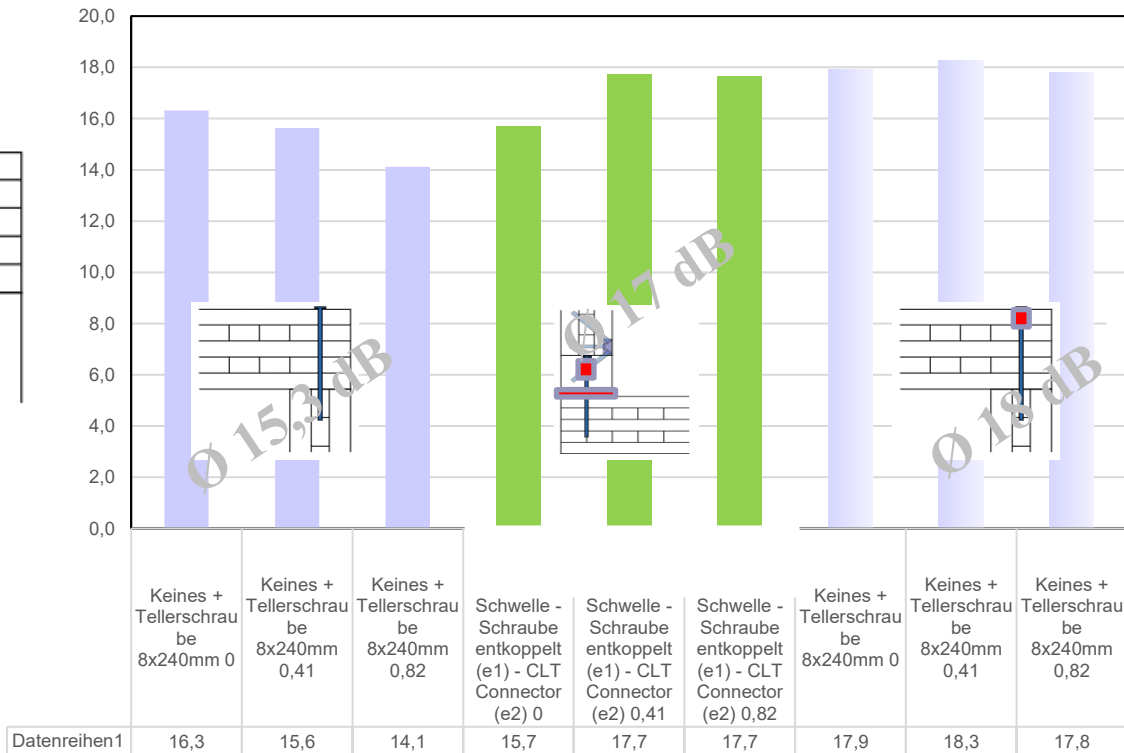 20,0
18,0
16,0
14,0
12,0
10,0
8,0
6,0
4,0
2,0
0,0
Ø 15,3 dB
Ø 17 dB
Ø 18 dB
Keines +
Tellerschrau
be
8x240mm 0
Keines +
Tellerschrau
be
8x240mm
0,41
Keines +
Tellerschrau
be
8x240mm
0,82
Schwelle -
Schraube
entkoppelt
(e1) - CLT
Connector
(e2) 0
Schwelle -
Schraube
entkoppelt
(e1) - CLT
Connector
(e2) 0,41
Schwelle -
Schraube
entkoppelt
(e1) - CLT
Connector
(e2) 0,82
Keines +
Tellerschrau
be
8x240mm 0
Keines +
Tellerschrau
be
8x240mm
0,41
Keines +
Tellerschrau
be
8x240mm
0,82
Datenreihen1 16,3 15,6 14,1 15,7 17,7 17,7 17,9 18,3 17,8